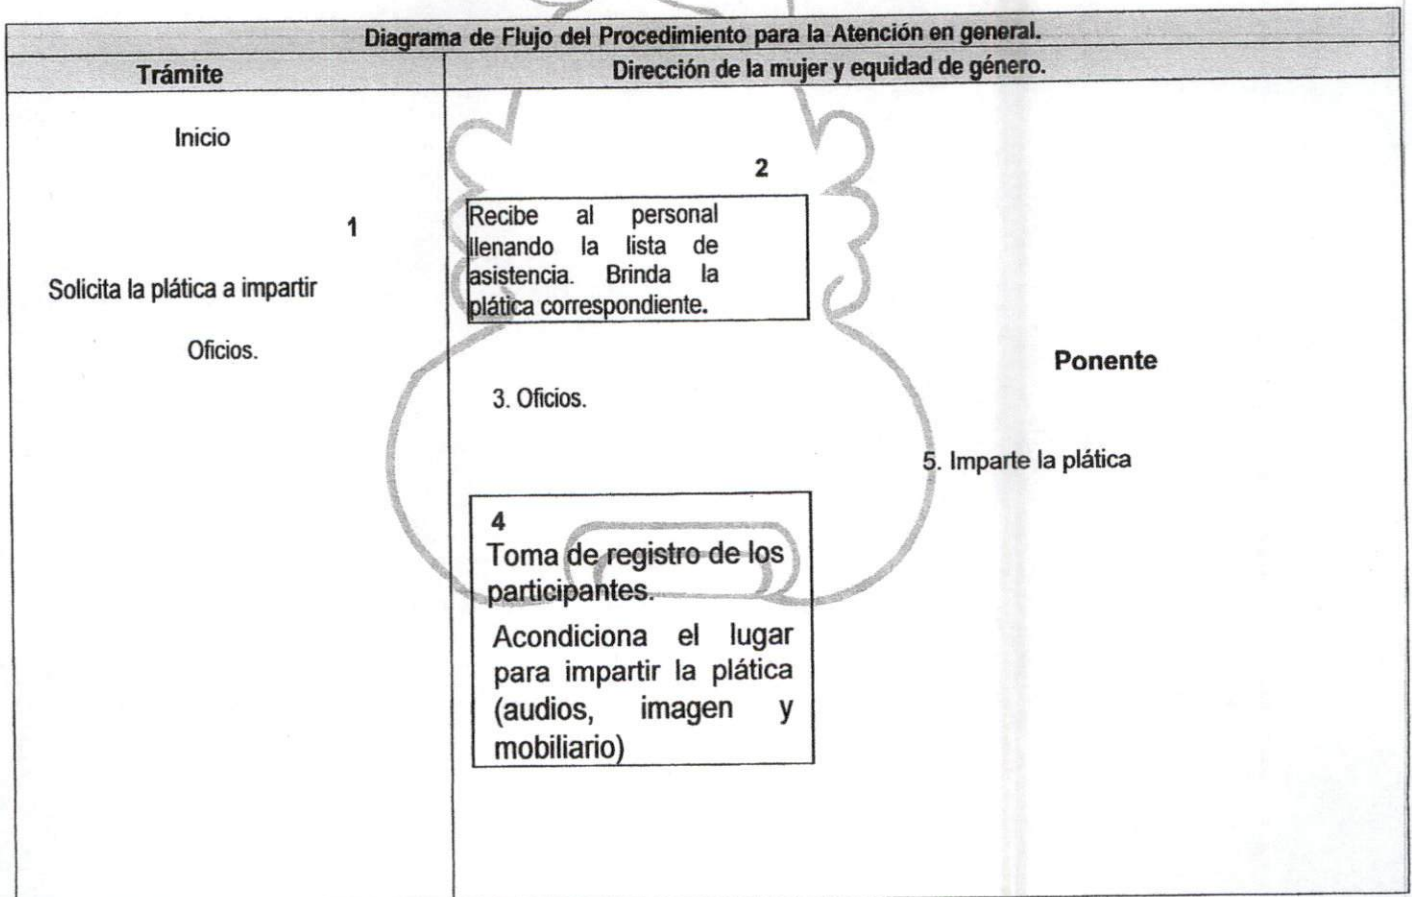 Diagrama de Flujo del Procedimiento para la Atención en general.
Trámite
Dirección de la mujer y equidad de género.
Inicio
1
Solicita la plática a impartir
Oficios.
2
Recibe al personal
llenando la lista de
asistencia. Brinda la
plática correspondiente.
3. Oficios.
4
Toma de registro de los
participantes.
Acondiciona el lugar
para impartir la plática
(audios, imagen y
mobiliario)
Ponente
5. Imparte la plática